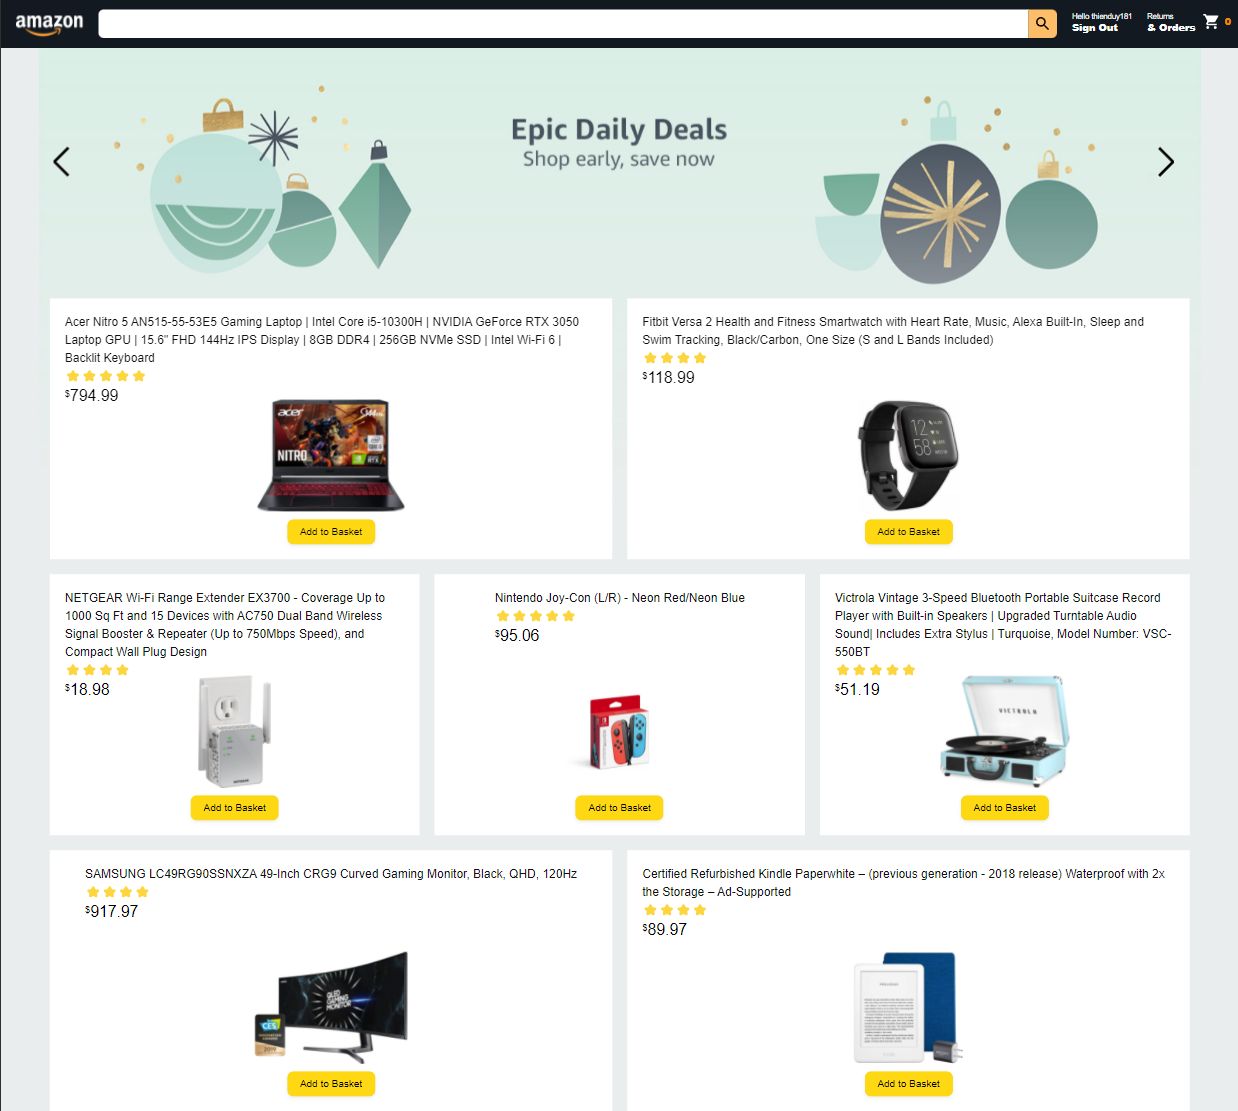 amazon
Hello thienduy181
Sign Out
Returns
& Orders
0
Epic Daily Deals
Shop early, save now
Acer Nitro 5 AN515-55-53E5 Gaming Laptop | Intel Core i5-10300H | NVIDIA GeForce RTX 3050
Laptop GPU | 15.6" FHD 144Hz IPS Display | 8GB DDR4 | 256GB NVMe SSD | Intel Wi-Fi 6 |
Backlit Keyboard
$794.99
acer
NITRO
Add to Basket
Fitbit Versa 2 Health and Fitness Smartwatch with Heart Rate, Music, Alexa Built-In, Sleep and
Swim Tracking, Black/Carbon, One Size (S and L Bands Included)
$118.99
12
58
Add to Basket
NETGEAR Wi-Fi Range Extender EX3700 - Coverage Up to
1000 Sq Ft and 15 Devices with AC750 Dual Band Wireless
Signal Booster & Repeater (Up to 750Mbps Speed), and
Compact Wall Plug Design
$18.98
NETGEAR
Add to Basket
Nintendo Joy-Con (L/R) - Neon Red/Neon Blue
$95.06
Add to Basket
Victrola Vintage 3-Speed Bluetooth Portable Suitcase Record
Player with Built-in Speakers | Upgraded Turntable Audio
Sound| Includes Extra Stylus | Turquoise, Model Number: VSC-
550BT
$51.19
VICTROLA
Add to Basket
SAMSUNG LC49RG90SSNXZA 49-Inch CRG9 Curved Gaming Monitor, Black, QHD, 120Hz
$917.97
QLED
GAMING
MONITOR
CES
2019
Add to Basket
Certified Refurbished Kindle Paperwhite – (previous generation - 2018 release) Waterproof with 2x
the Storage – Ad-Supported
$89.97
Add to Basket